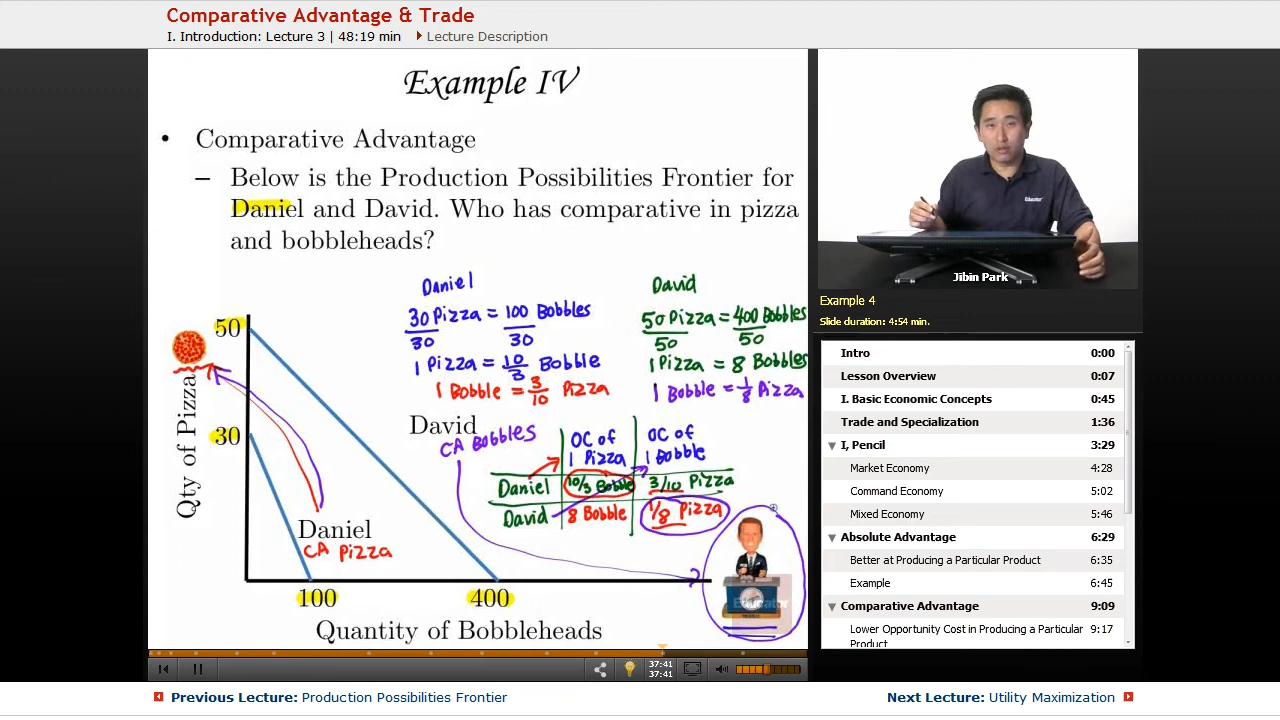 Comparative Advantage & Trade
I. Introduction: Lecture 3 | 48:19 min
Lecture Description
Example IV
• Comparative Advantage
– Below is the Production Possibilities Frontier for
Daniel and David. Who has comparative in pizza
and bobbleheads?
Daniel
30 Pizza = 100 Bobbles
30 30
1 Pizza = 10/3 Bobble
1 Bobble = 3/10 Pizza
David
50 Pizza = 400 Bobbles
50 50
1 Pizza = 8 Bobbles
1 Bobble = 1/8 Pizza
50
30
Qty of Pizza
David
CA Bobbles
OC of 1 Pizza
OC of 1 Bobble
Daniel 10/3 Bobble 3/10 Pizza
David 8 Bobble 1/8 Pizza
Daniel
CA Pizza
100 400
Quantity of Bobbleheads
Educator
Educator
Jibin Park
Example 4
Slide duration: 4:54 min.
Intro 0:00
Lesson Overview 0:07
I. Basic Economic Concepts 0:45
Trade and Specialization 1:36
I, Pencil 3:29
Market Economy 4:28
Command Economy 5:02
Mixed Economy 5:46
Absolute Advantage 6:29
Better at Producing a Particular Product 6:35
Example 6:45
Comparative Advantage 9:09
Lower Opportunity Cost in Producing a Particular 9:17
Product
37:41
37:41
Previous Lecture: Production Possibilities Frontier
Next Lecture: Utility Maximization